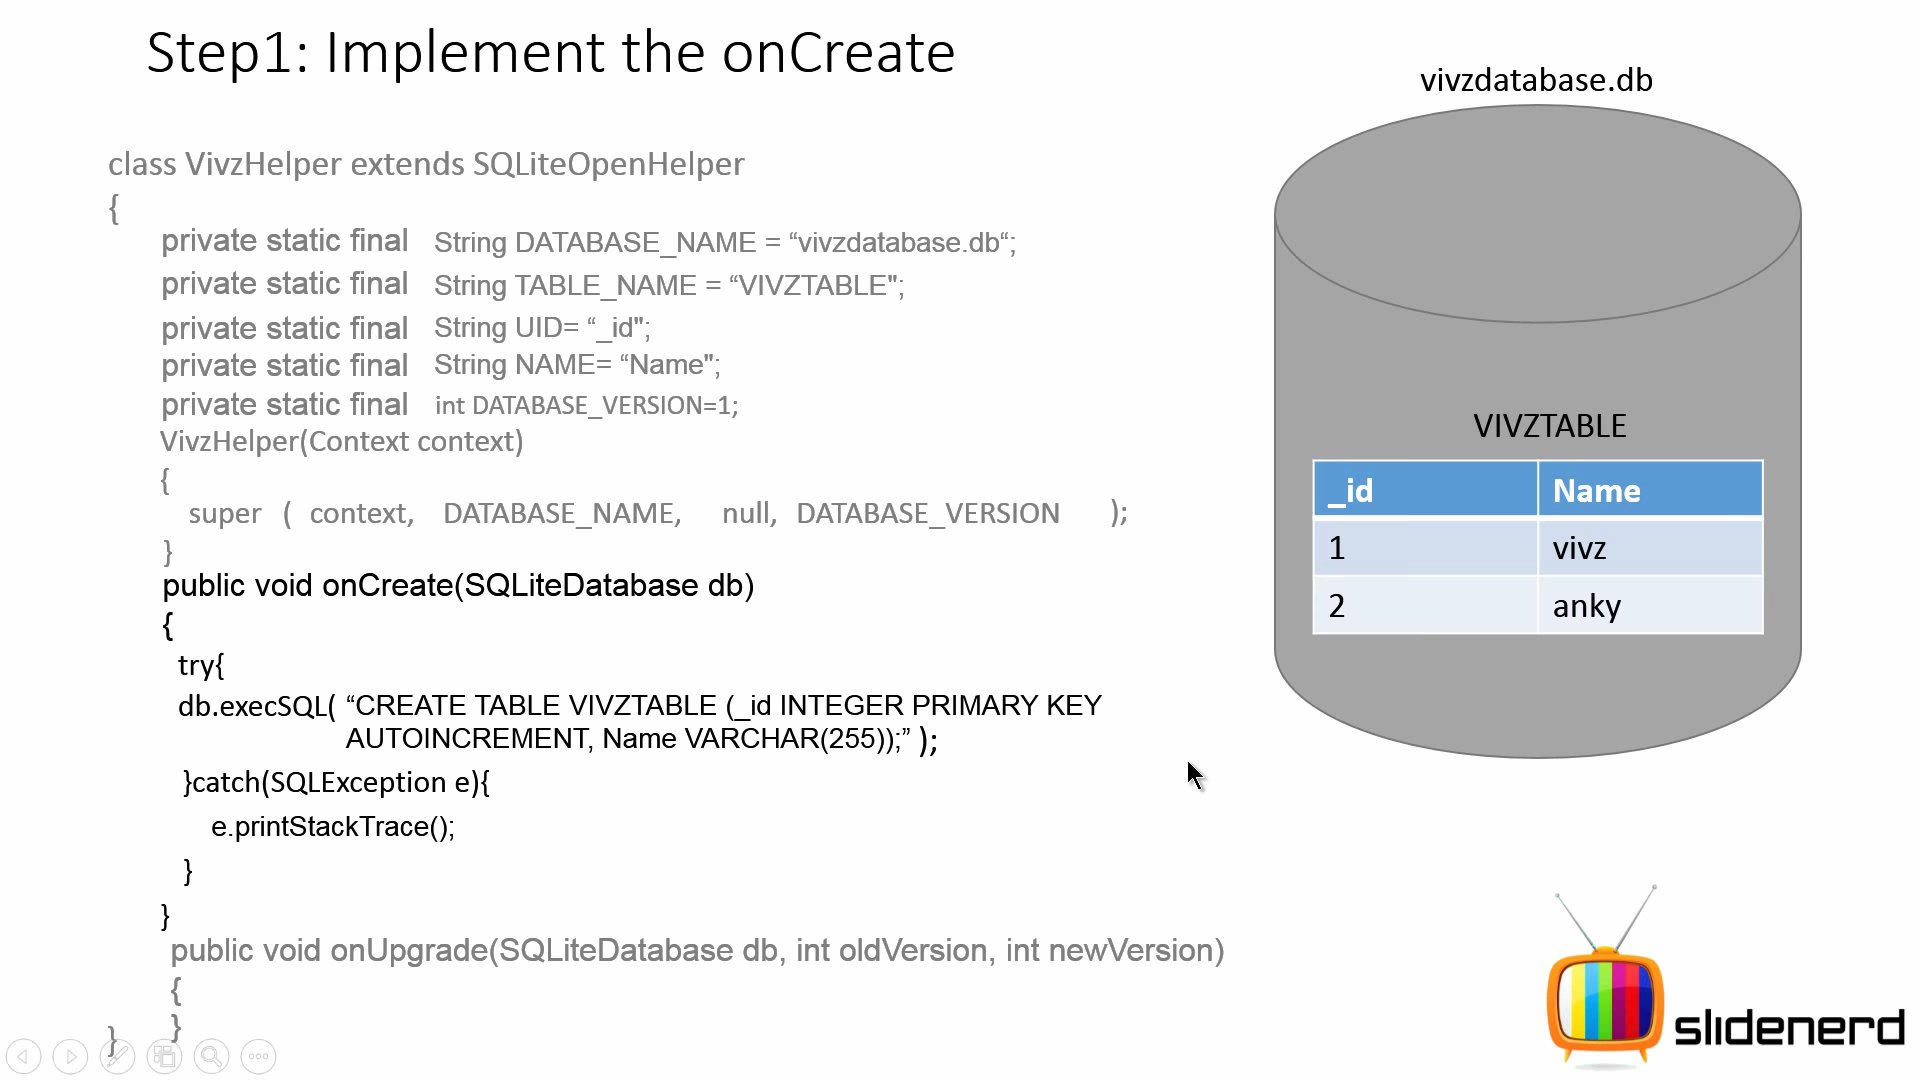 Step1: Implement the onCreate
class VivzHelper extends SQLiteOpenHelper
{
private static final String DATABASE_NAME = “vivzdatabase.db“;
private static final String TABLE_NAME = “VIVZTABLE";
private static final String UID= “_id";
private static final String NAME= “Name";
private static final int DATABASE_VERSION=1;
VivzHelper(Context context)
{
super ( context, DATABASE_NAME, null, DATABASE_VERSION );
}
public void onCreate(SQLiteDatabase db)
{
try{
db.execSQL( “CREATE TABLE VIVZTABLE (_id INTEGER PRIMARY KEY
AUTOINCREMENT, Name VARCHAR(255));” );
}catch(SQLException e){
e.printStackTrace();
}
}
public void onUpgrade(SQLiteDatabase db, int oldVersion, int newVersion)
{
}
}
vivzdatabase.db
VIVZTABLE
_id Name
1 vivz
2 anky
slidenerd